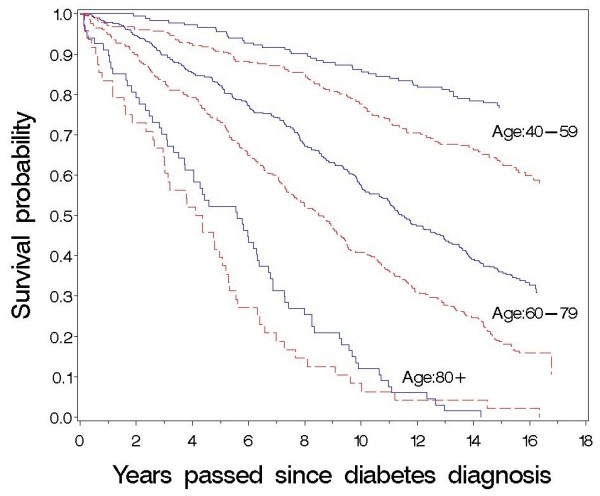 1.0
0.9
0.8
0.7
0.6
0.5
0.4
0.3
0.2
0.1
0.0
Survival probability
Age:40–59
Age:60–79
Age:80+
0 2 4 6 8 10 12 14 16 18
Years passed since diabetes diagnosis